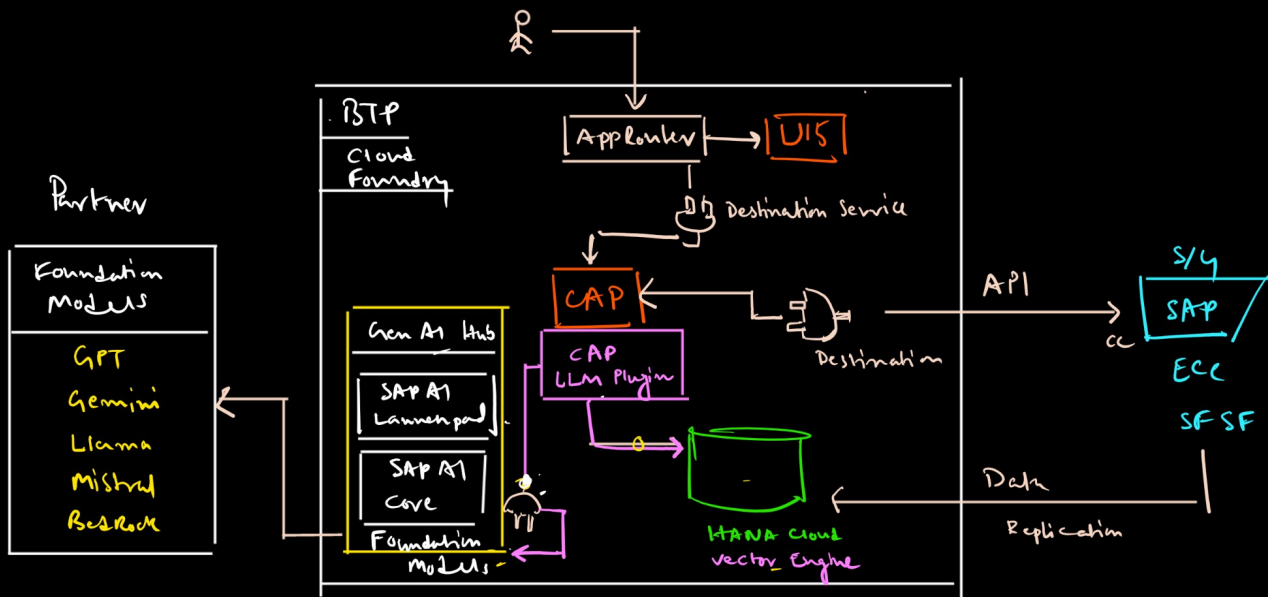 BTP
Cloud
Foundry
AppRouter
UI5
Destination Service
Partner
Foundation
Models
GPT
Gemini
Llama
Mistral
BedRock
CAP
CAP
LLM Plugin
Gen AI Hub
SAP AI
Launchpad
SAP AI
Core
Foundation
Models
Destination
HANA Cloud
Vector Engine
API
CC
S/4
SAP
ECC
SF SF
Data
Replication